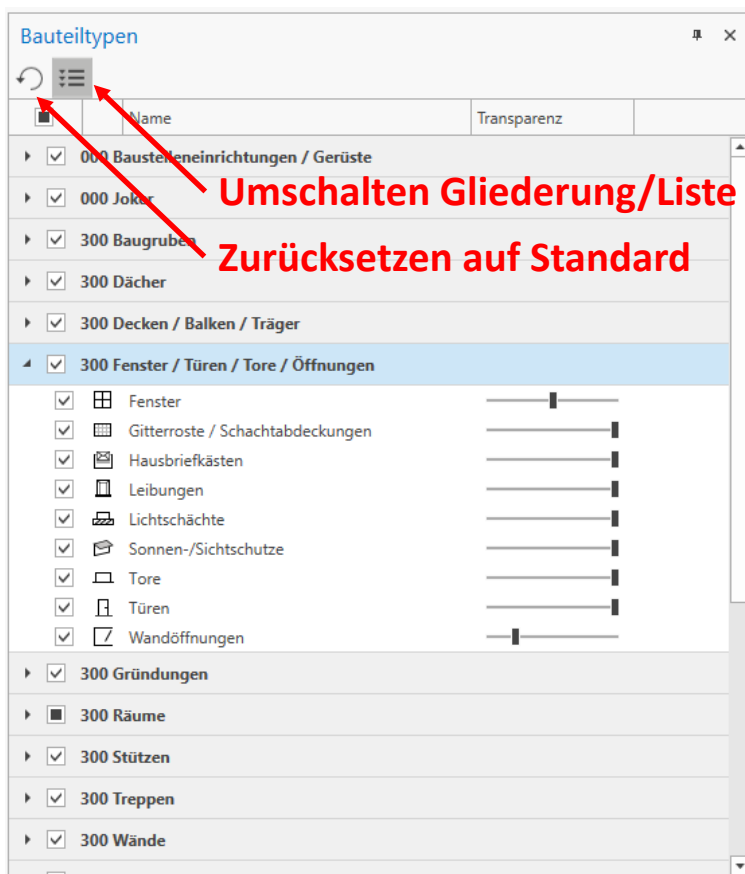 Bauteiltypen
Name Transparenz
000 Baustelleneinrichtungen / Gerüste
Umschalten Gliederung/Liste
000 Joker
300 Baugruben
Zurücksetzen auf Standard
300 Dächer
300 Decken / Balken / Träger
300 Fenster / Türen / Tore / Öffnungen
Fenster
Gitterroste / Schachtabdeckungen
Hausbriefkästen
Leibungen
Lichtschächte
Sonnen-/Sichtschutze
Tore
Türen
Wandöffnungen
300 Gründungen
300 Räume
300 Stützen
300 Treppen
300 Wände